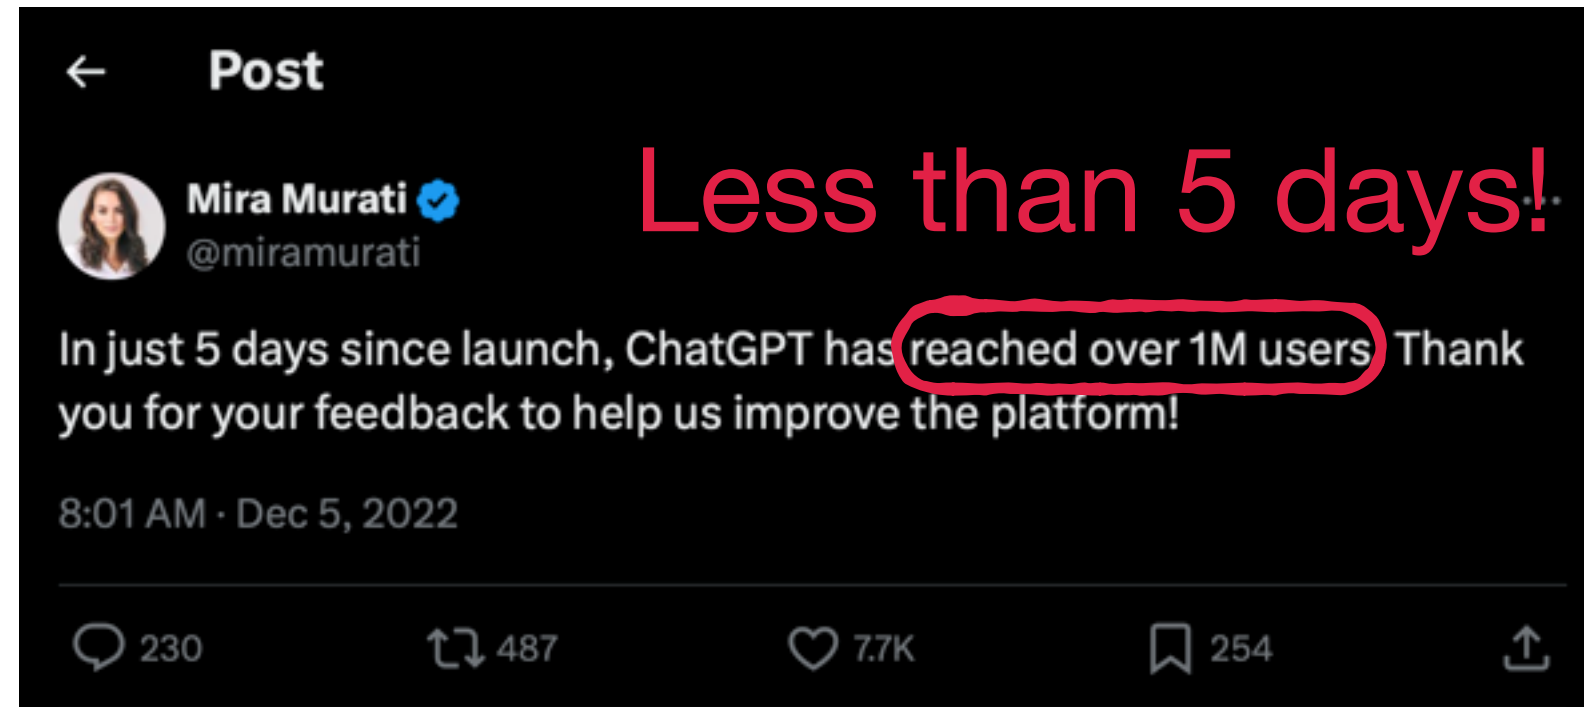 Post
Less than 5 days!
Mira Murati
@miramurati
In just 5 days since launch, ChatGPT has reached over 1M users Thank
you for your feedback to help us improve the platform!
8:01 AM · Dec 5, 2022
230 487 7.7K 254